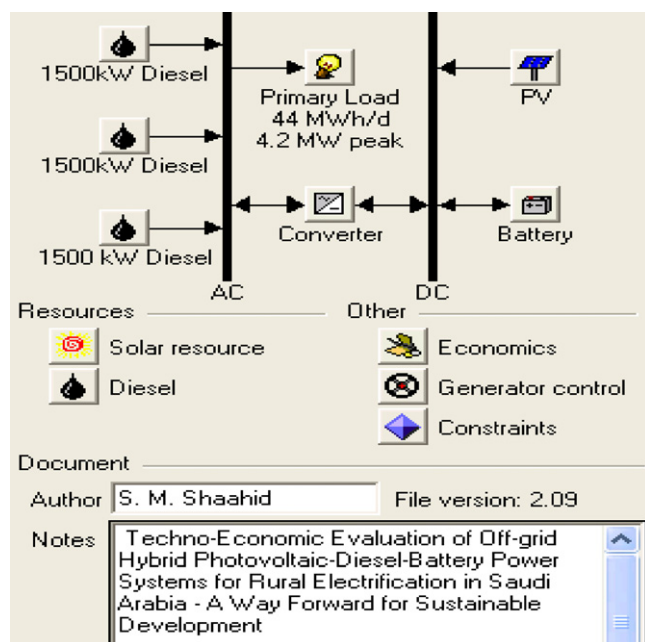 1500kW Diesel
Primary Load
44 MWh/d
4.2 MW peak
PV
1500kW Diesel
1500 kW Diesel
Converter
Battery
AC
DC
Resources
Other
Solar resource
Economics
Diesel
Generator control
Constraints
Document
Author S. M. Shaahid File version: 2.09
Notes Techno-Economic Evaluation of Off-grid
Hybrid Photovoltaic-Diesel-Battery Power
Systems for Rural Electrification in Saudi
Arabia - A Way Forward for Sustainable
Development